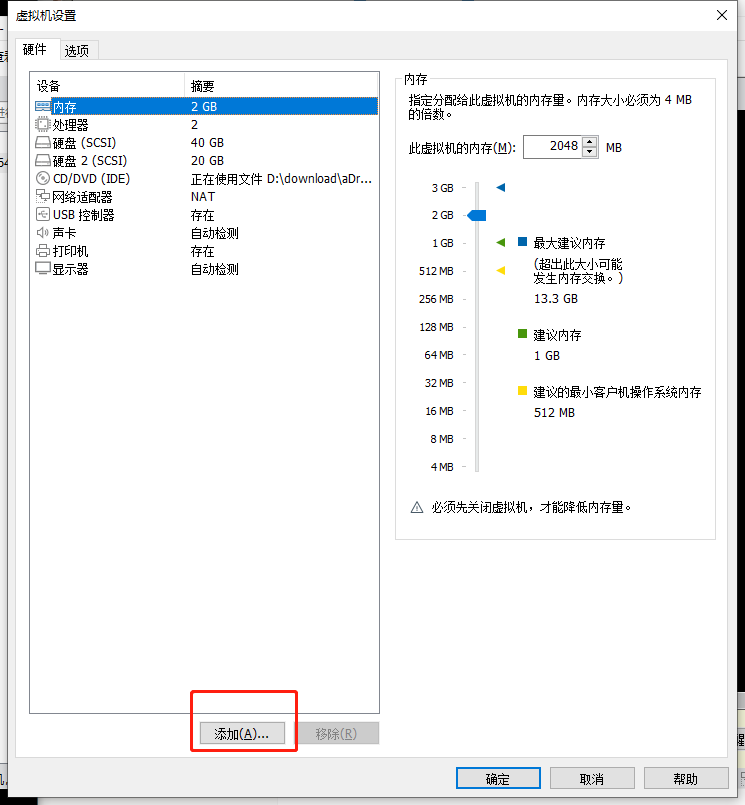 虚拟机设置
硬件 选项
设备 摘要
内存 2 GB
处理器 2
硬盘 (SCSI) 40 GB
硬盘 2 (SCSI) 20 GB
CD/DVD (IDE) 正在使用文件 D:\download\aDr...
网络适配器 NAT
USB 控制器 存在
声卡 自动检测
打印机 存在
显示器 自动检测
添加(A)... 移除(R)
内存
指定分配给此虚拟机的内存量。内存大小必须为 4 MB
的倍数。
此虚拟机的内存(M): 2048 MB
3 GB
2 GB
1 GB
512 MB
256 MB
128 MB
64 MB
32 MB
16 MB
8 MB
4 MB
最大建议内存
(超出此大小可能
发生内存交换。)
13.3 GB
建议内存
1 GB
建议的最小客户机操作系统内存
512 MB
必须先关闭虚拟机，才能降低内存量。
确定 取消 帮助